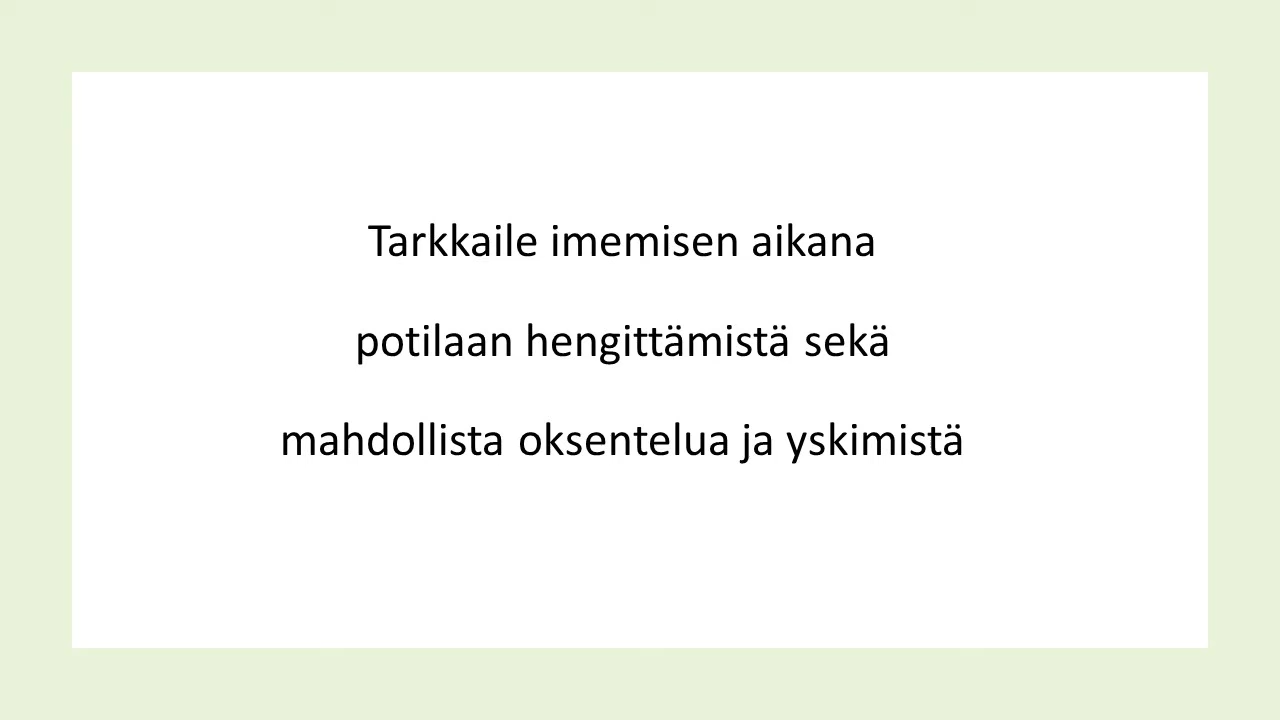 Tarkkaile imemisen aikana
potilaan hengittämistä sekä
mahdollista oksentelua ja yskimistä